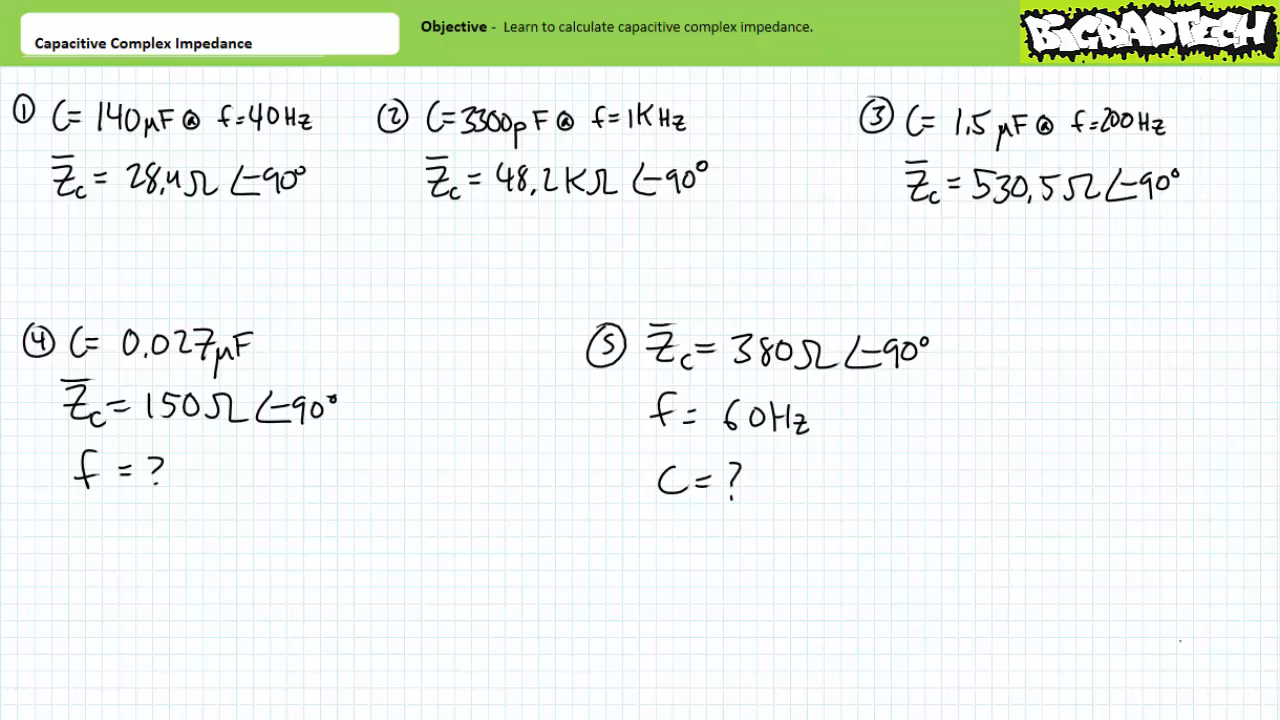 Capacitive Complex Impedance
Objective - Learn to calculate capacitive complex impedance.
BIGBADTECH
① C= 140µF @ f=40Hz
Z̅c = 28.4Ω ∠-90°
② C=3300pF @ f=1KHz
Z̅c = 48.2KΩ ∠-90°
③ C= 1.5µF @ f=200Hz
Z̅c = 530.5Ω ∠-90°
④ C= 0.027µF
Z̅c = 150Ω ∠-90°
f = ?
⑤ Z̅c = 380Ω ∠-90°
f= 60Hz
C= ?